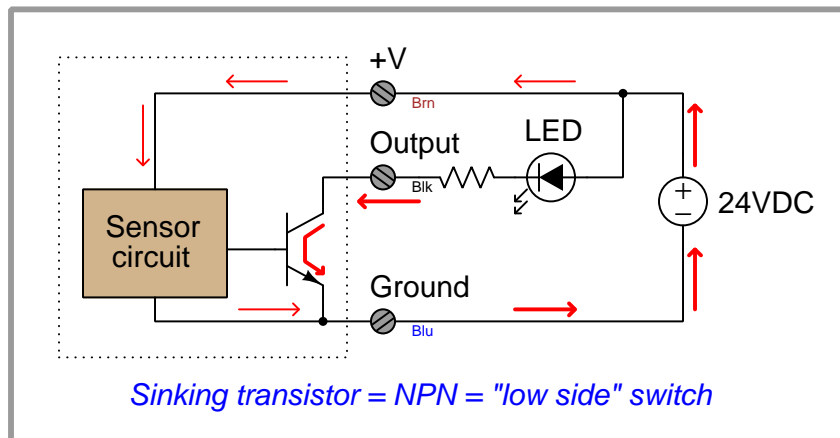 +V
Brn
Output
LED
Blk
+
−
24VDC
Sensor
circuit
Ground
Blu
Sinking transistor = NPN = "low side" switch